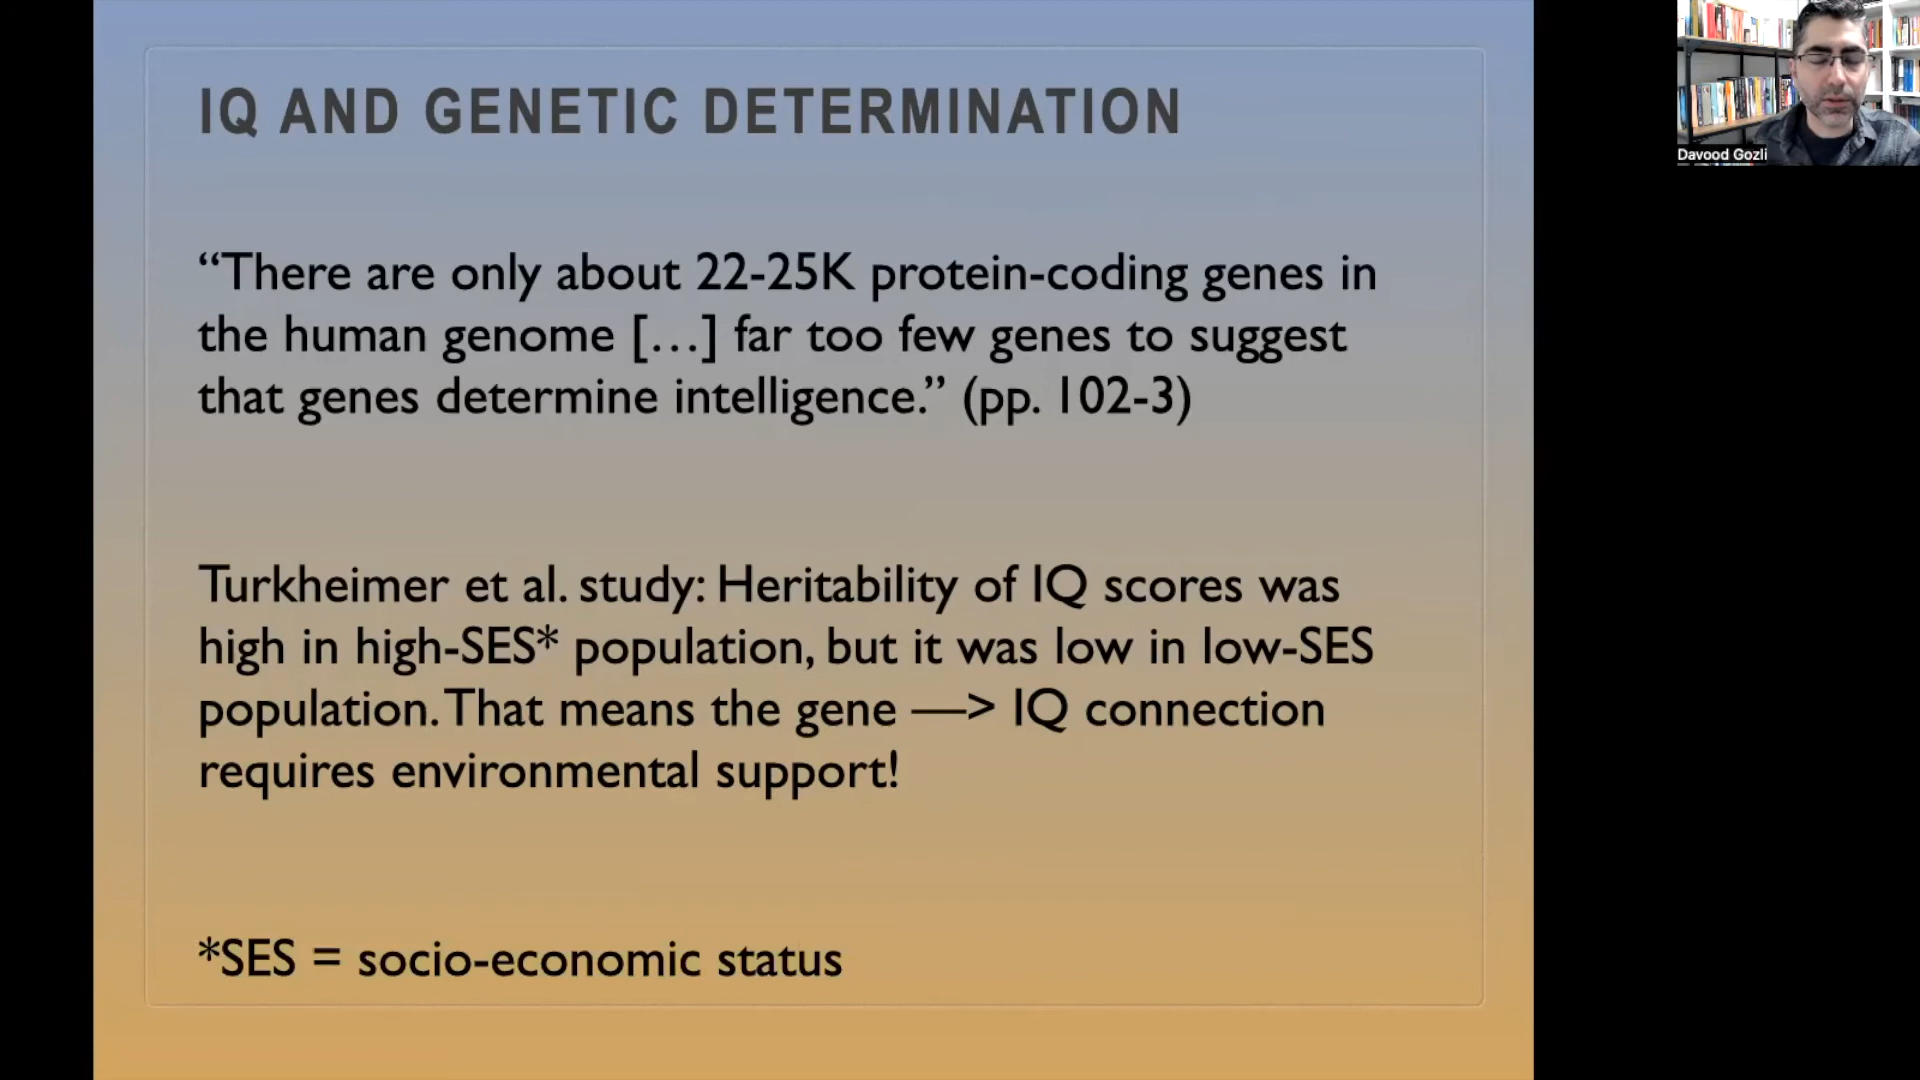 IQ AND GENETIC DETERMINATION
“There are only about 22-25K protein-coding genes in
the human genome […] far too few genes to suggest
that genes determine intelligence.” (pp. 102-3)
Turkheimer et al. study: Heritability of IQ scores was
high in high-SES* population, but it was low in low-SES
population. That means the gene —> IQ connection
requires environmental support!
*SES = socio-economic status
Davood Gozli